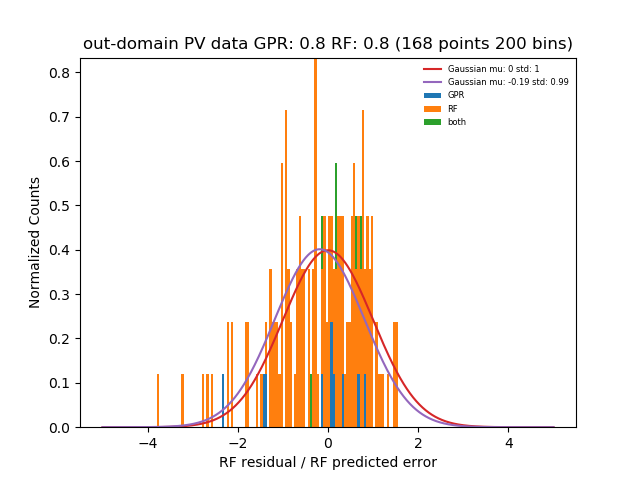 out-domain PV data GPR: 0.8 RF: 0.8 (168 points 200 bins)
Gaussian mu: 0 std: 1
Gaussian mu: -0.19 std: 0.99
GPR
RF
both
Normalized Counts
0.8
0.7
0.6
0.5
0.4
0.3
0.2
0.1
0.0
−4 −2 0 2 4
RF residual / RF predicted error